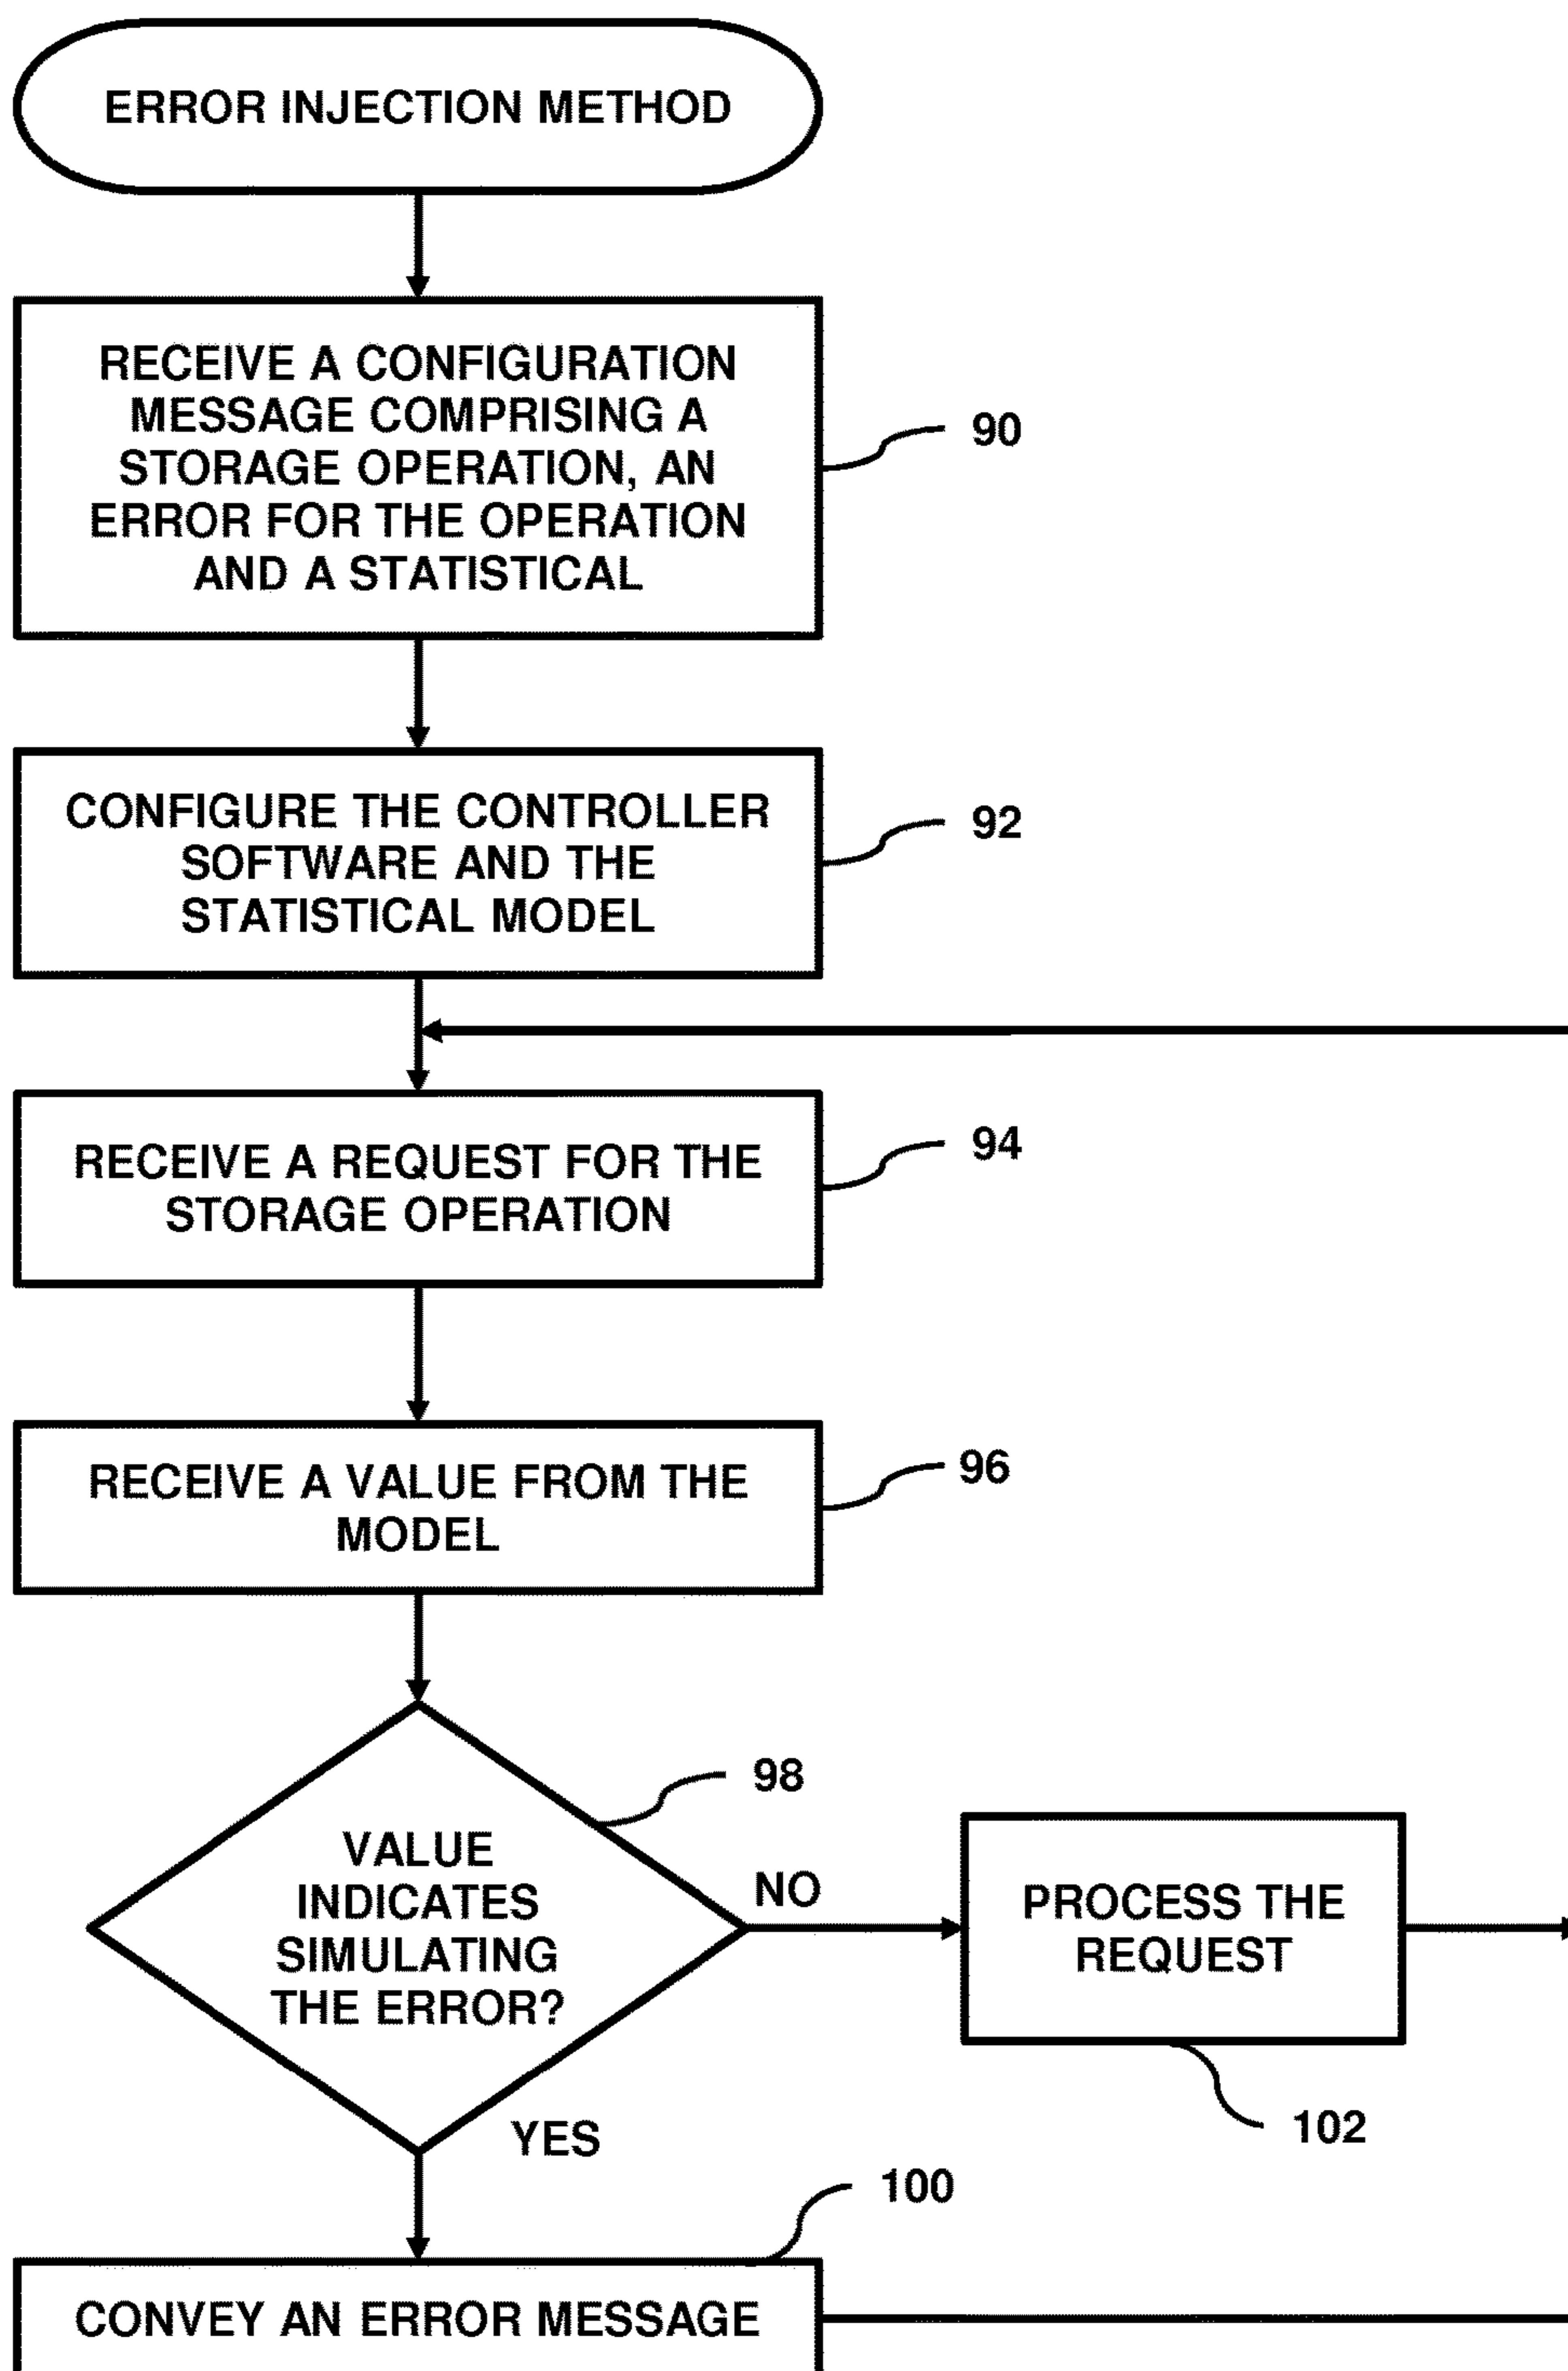 ERROR INJECTION METHOD
RECEIVE A CONFIGURATION
MESSAGE COMPRISING A
STORAGE OPERATION, AN
ERROR FOR THE OPERATION
AND A STATISTICAL
90
CONFIGURE THE CONTROLLER
SOFTWARE AND THE
STATISTICAL MODEL
92
RECEIVE A REQUEST FOR THE
STORAGE OPERATION
94
RECEIVE A VALUE FROM THE
MODEL
96
VALUE
INDICATES
SIMULATING
THE ERROR?
98
NO
PROCESS THE
REQUEST
102
YES
100
CONVEY AN ERROR MESSAGE